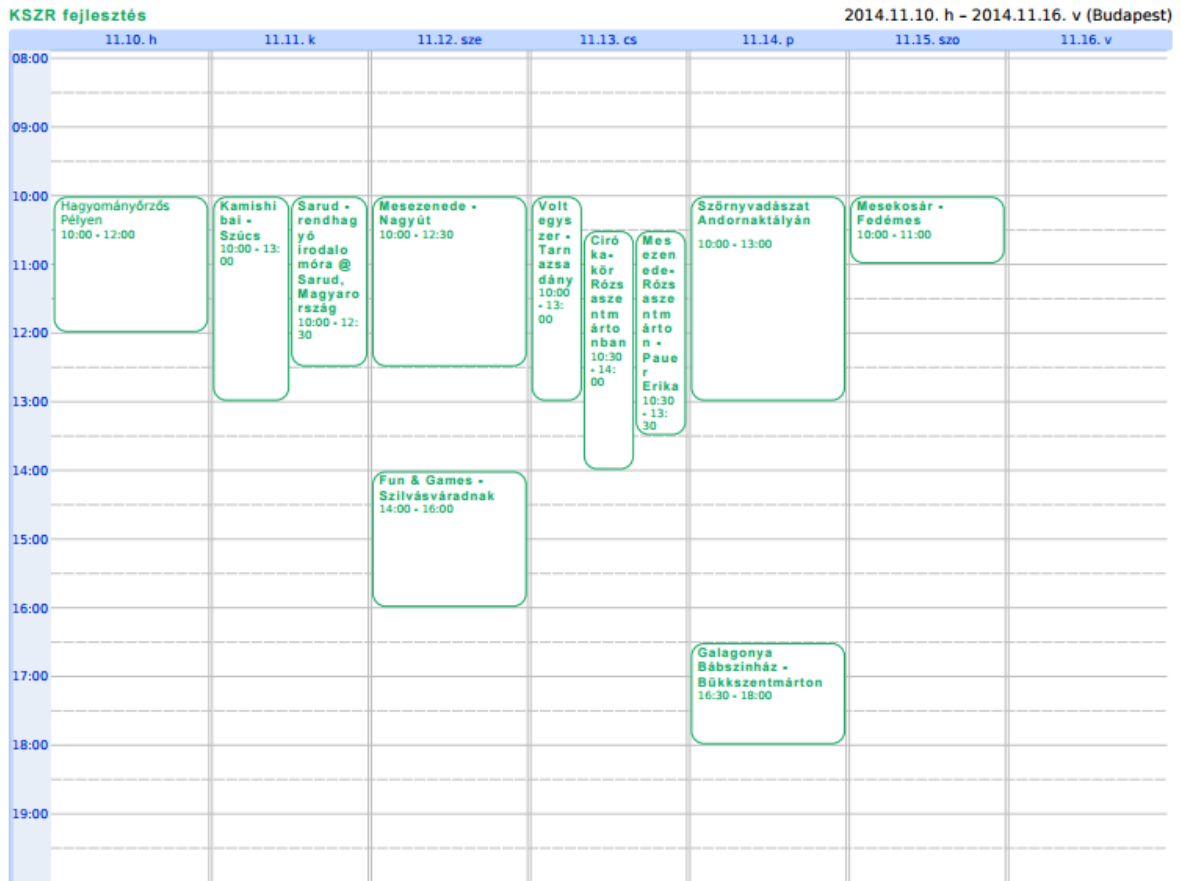 KSZR fejlesztés
2014.11.10. h – 2014.11.16. v (Budapest)
11.10. h
11.11. k
11.12. sze
11.13. cs
11.14. p
11.15. szo
11.16. v
08:00
09:00
10:00
11:00
12:00
13:00
14:00
15:00
16:00
17:00
18:00
19:00
Hagyományőrzős
Pélyen
10:00 - 12:00
Kamishi
bai -
Szúcs
10:00 - 13:
00
Sarud -
rendhag
yó
irodalo
móra @
Sarud,
Magyaro
rszág
10:00 - 12:
30
Mesezenede -
Nagyút
10:00 - 12:30
Fun & Games -
Szilvásváradnak
14:00 - 16:00
Volt
egys
zer -
Tarn
azsa
dány
10:00
- 13:
00
Ciró
ka-
kör
Rózs
asze
ntm
árto
nban
10:30
- 14:
00
Mes
ezen
ede-
Rózs
asze
ntm
árto
n -
Paue
r
Erika
10:30
- 13:
30
Szörnyvadászat
Andornaktályán
10:00 - 13:00
Galagonya
Bábszínház -
Bükkszentmárton
16:30 - 18:00
Mesekosár -
Fedémes
10:00 - 11:00